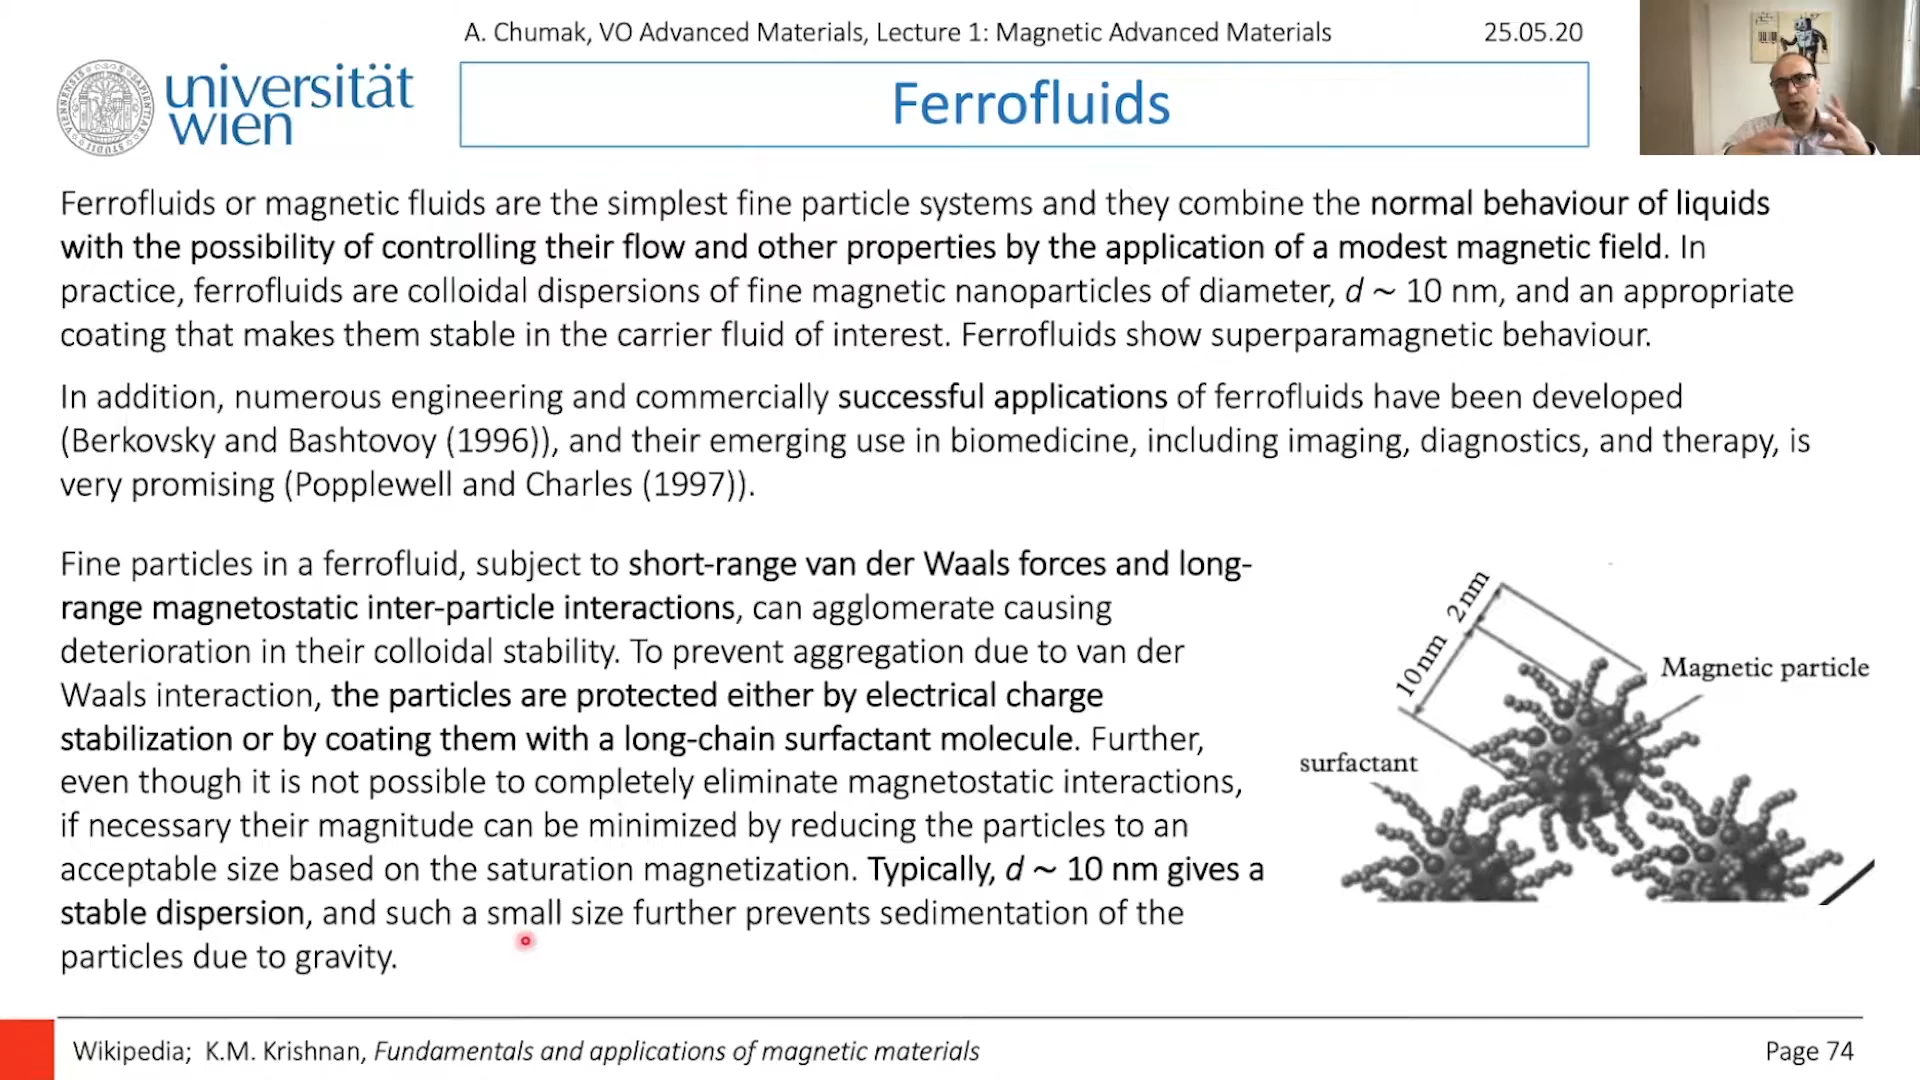 A. Chumak, VO Advanced Materials, Lecture 1: Magnetic Advanced Materials
25.05.20
universität
wien
Ferrofluids
Ferrofluids or magnetic fluids are the simplest fine particle systems and they combine the normal behaviour of liquids
with the possibility of controlling their flow and other properties by the application of a modest magnetic field. In
practice, ferrofluids are colloidal dispersions of fine magnetic nanoparticles of diameter, d ~ 10 nm, and an appropriate
coating that makes them stable in the carrier fluid of interest. Ferrofluids show superparamagnetic behaviour.
In addition, numerous engineering and commercially successful applications of ferrofluids have been developed
(Berkovsky and Bashtovoy (1996)), and their emerging use in biomedicine, including imaging, diagnostics, and therapy, is
very promising (Popplewell and Charles (1997)).
Fine particles in a ferrofluid, subject to short-range van der Waals forces and long-
range magnetostatic inter-particle interactions, can agglomerate causing
deterioration in their colloidal stability. To prevent aggregation due to van der
Waals interaction, the particles are protected either by electrical charge
stabilization or by coating them with a long-chain surfactant molecule. Further,
even though it is not possible to completely eliminate magnetostatic interactions,
if necessary their magnitude can be minimized by reducing the particles to an
acceptable size based on the saturation magnetization. Typically, d ~ 10 nm gives a
stable dispersion, and such a small size further prevents sedimentation of the
particles due to gravity.
2 nm
10nm
Magnetic particle
surfactant
Wikipedia; K.M. Krishnan, Fundamentals and applications of magnetic materials
Page 74